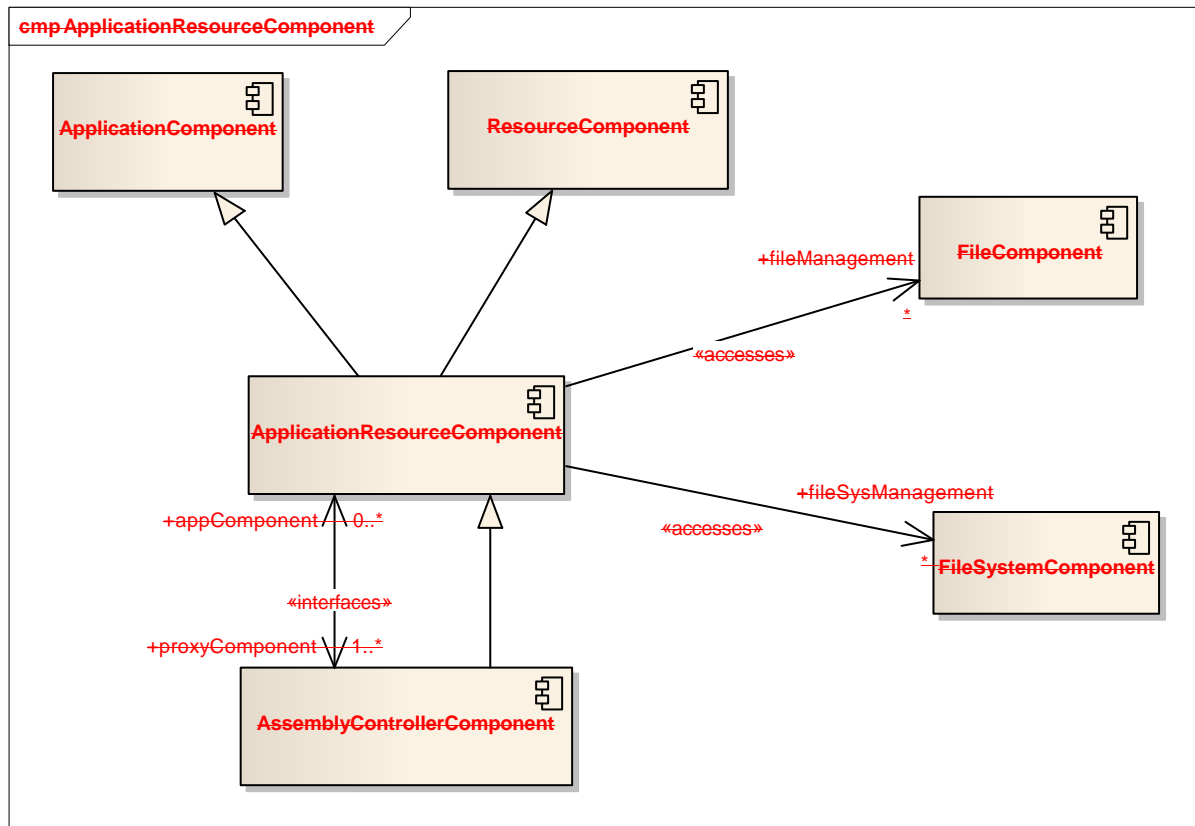 cmp ApplicationResourceComponent
ApplicationComponent
ResourceComponent
+fileManagement
FileComponent
*
«accesses»
ApplicationResourceComponent
+fileSysManagement
«accesses»
+appComponent 0..*
*
FileSystemComponent
«interfaces»
+proxyComponent 1..*
AssemblyControllerComponent